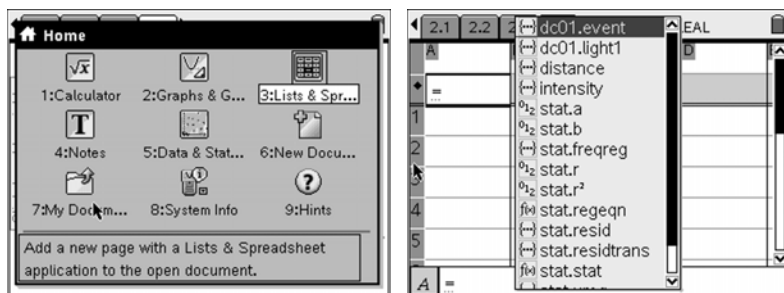 Home
1:Calculator 2:Graphs & G... 3:Lists & Spr...
4:Notes 5:Data & Stat... 6:New Docu...
7:My Docum... 8:System Info 9:Hints
Add a new page with a Lists & Spreadsheet
application to the open document.
2.1 2.2 2 dc01.event EAL
A dc01.light1 D
distance
= intensity
1 stat.a
stat.b
2 stat.freqreg
3 stat.r
stat.r²
4 stat.regeqn
stat.resid
5 stat.residtrans
stat.stat
A =